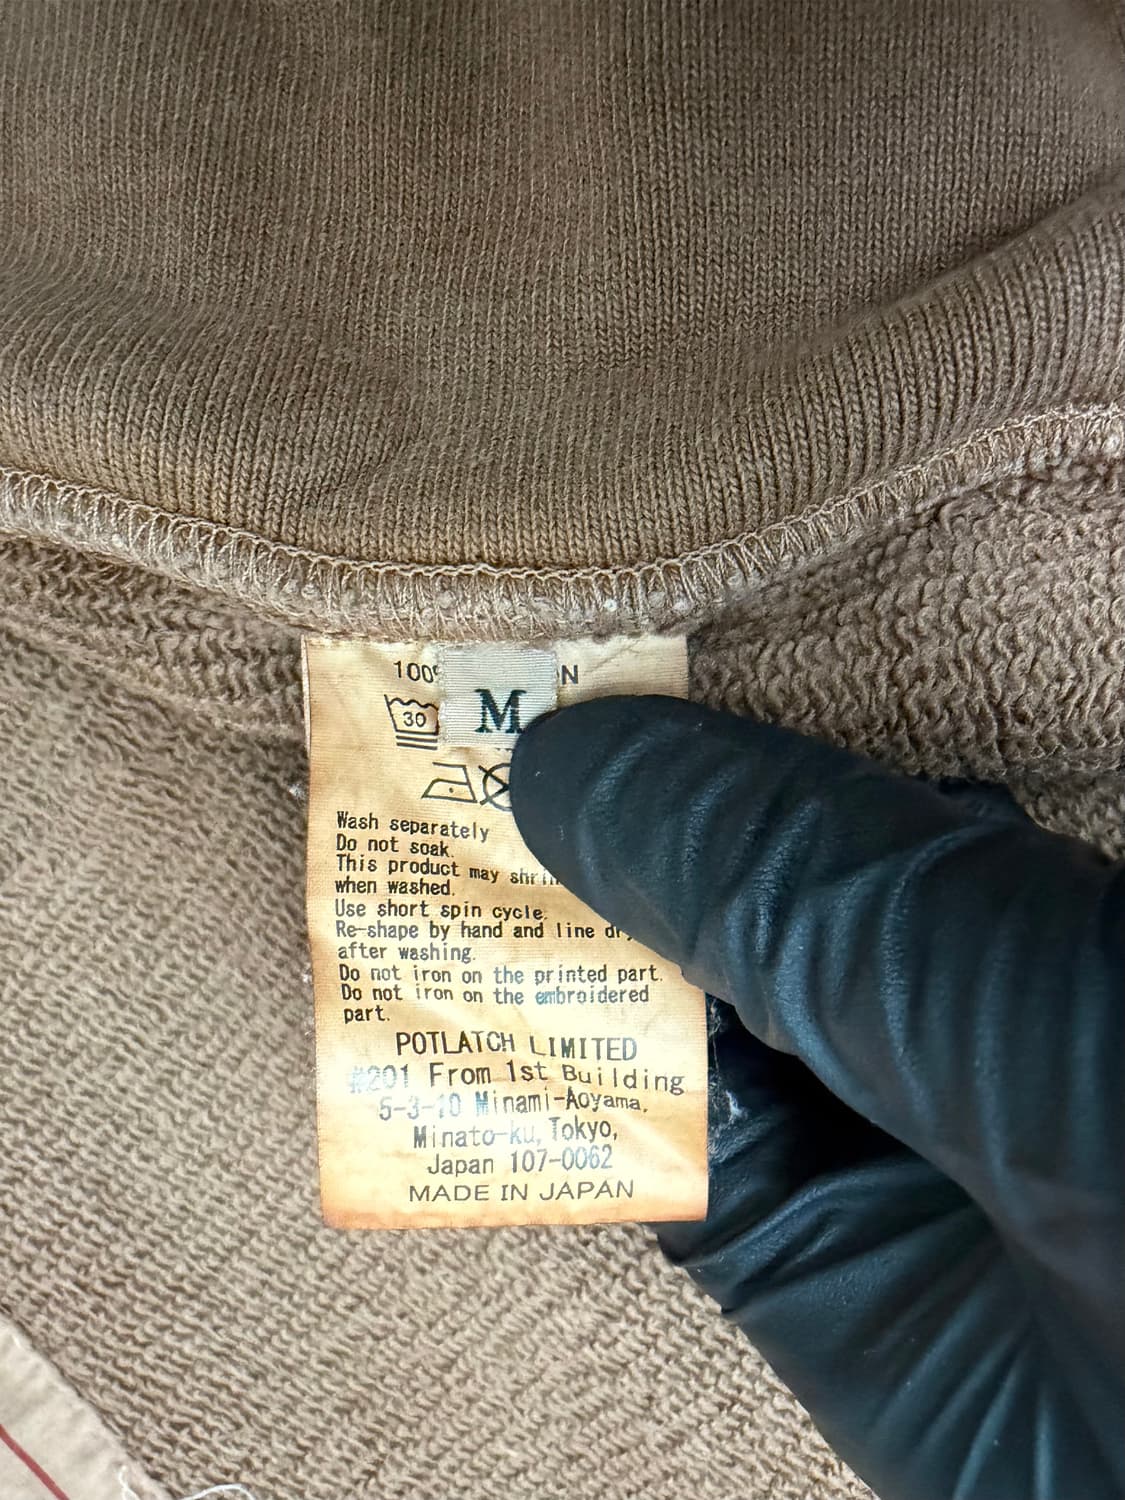 100%
M
30
Wash separately
Do not soak.
This product may
when washed.
Use short spin cycle.
Re-shape by hand and line
after washing.
Do not iron on the printed part.
Do not iron on the embroidered
part.
POTLATCH LIMITED
#201 From 1st Building
5-3-10 Minami-Aoyama,
Minato-ku, Tokyo,
Japan 107-0062
MADE IN JAPAN